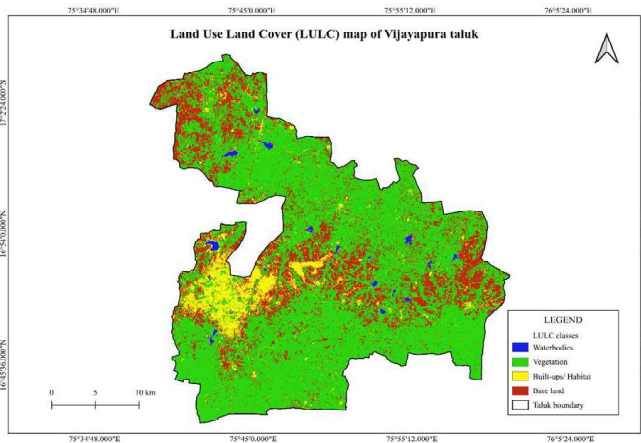 75°34'48.000"E 75°45'0.000"E 75°55'12.000"E 76°5'24.000"E
Land Use Land Cover (LULC) map of Vijayapura taluk
17°2'24.000"N
16°54'0.000"N
16°45'36.000"N
LEGEND
LULC classes
Waterbodies
Vegetation
Built-ups/ Habitat
Bare land
Taluk boundary
0 5 10 km
75°34'48.000"E 75°45'0.000"E 75°55'12.000"E 76°5'24.000"E